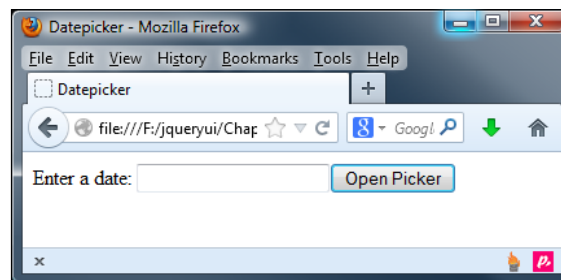 Datepicker - Mozilla Firefox
File Edit View History Bookmarks Tools Help
Datepicker +
file:///F:/jqueryui/Chap Googl
Enter a date: Open Picker